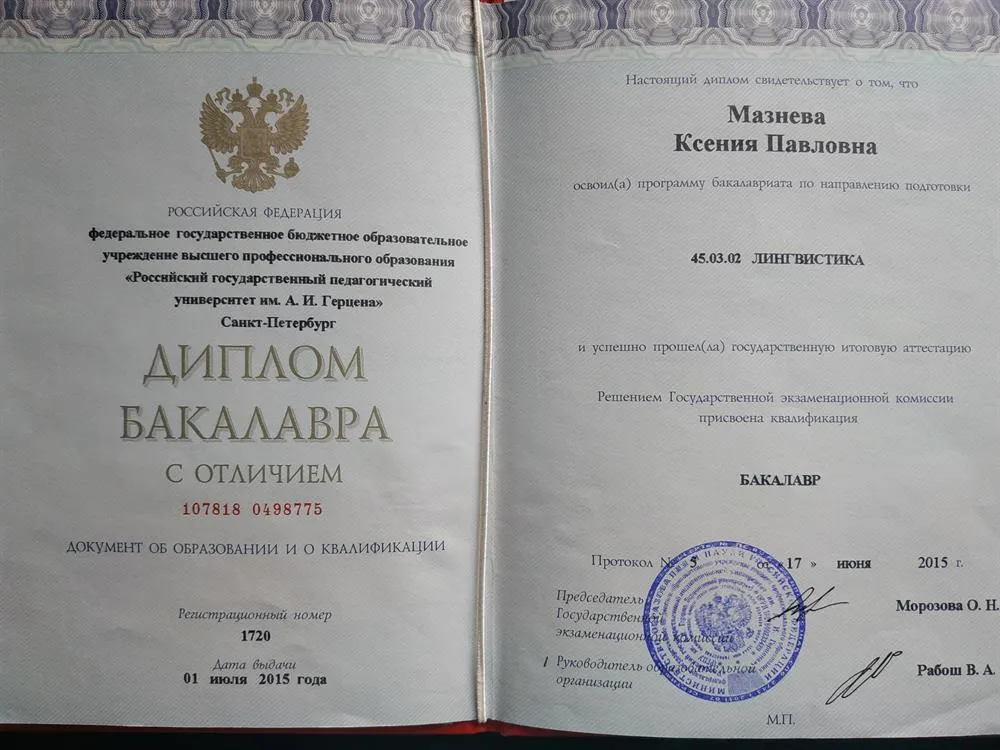 РОССИЙСКАЯ ФЕДЕРАЦИЯ
федеральное государственное бюджетное образовательное
учреждение высшего профессионального образования
«Российский государственный педагогический
университет им. А. И. Герцена»
Санкт-Петербург
ДИПЛОМ
БАКАЛАВРА
С ОТЛИЧИЕМ
107818 0498775
ДОКУМЕНТ ОБ ОБРАЗОВАНИИ И О КВАЛИФИКАЦИИ
Регистрационный номер
1720
Дата выдачи
01 июля 2015 года
Настоящий диплом свидетельствует о том, что
Мазнева
Ксения Павловна
освоил(а) программу бакалавриата по направлению подготовки
45.03.02 ЛИНГВИСТИКА
и успешно прошел(ла) государственную итоговую аттестацию
Решением Государственной экзаменационной комиссии
присвоена квалификация
БАКАЛАВР
Протокол № 5 от «17» июня 2015 г.
Председатель
Государственной
экзаменационной комиссии
Морозова О. Н.
/ Руководитель образовательной
организации
Рабош В. А.
М.П.